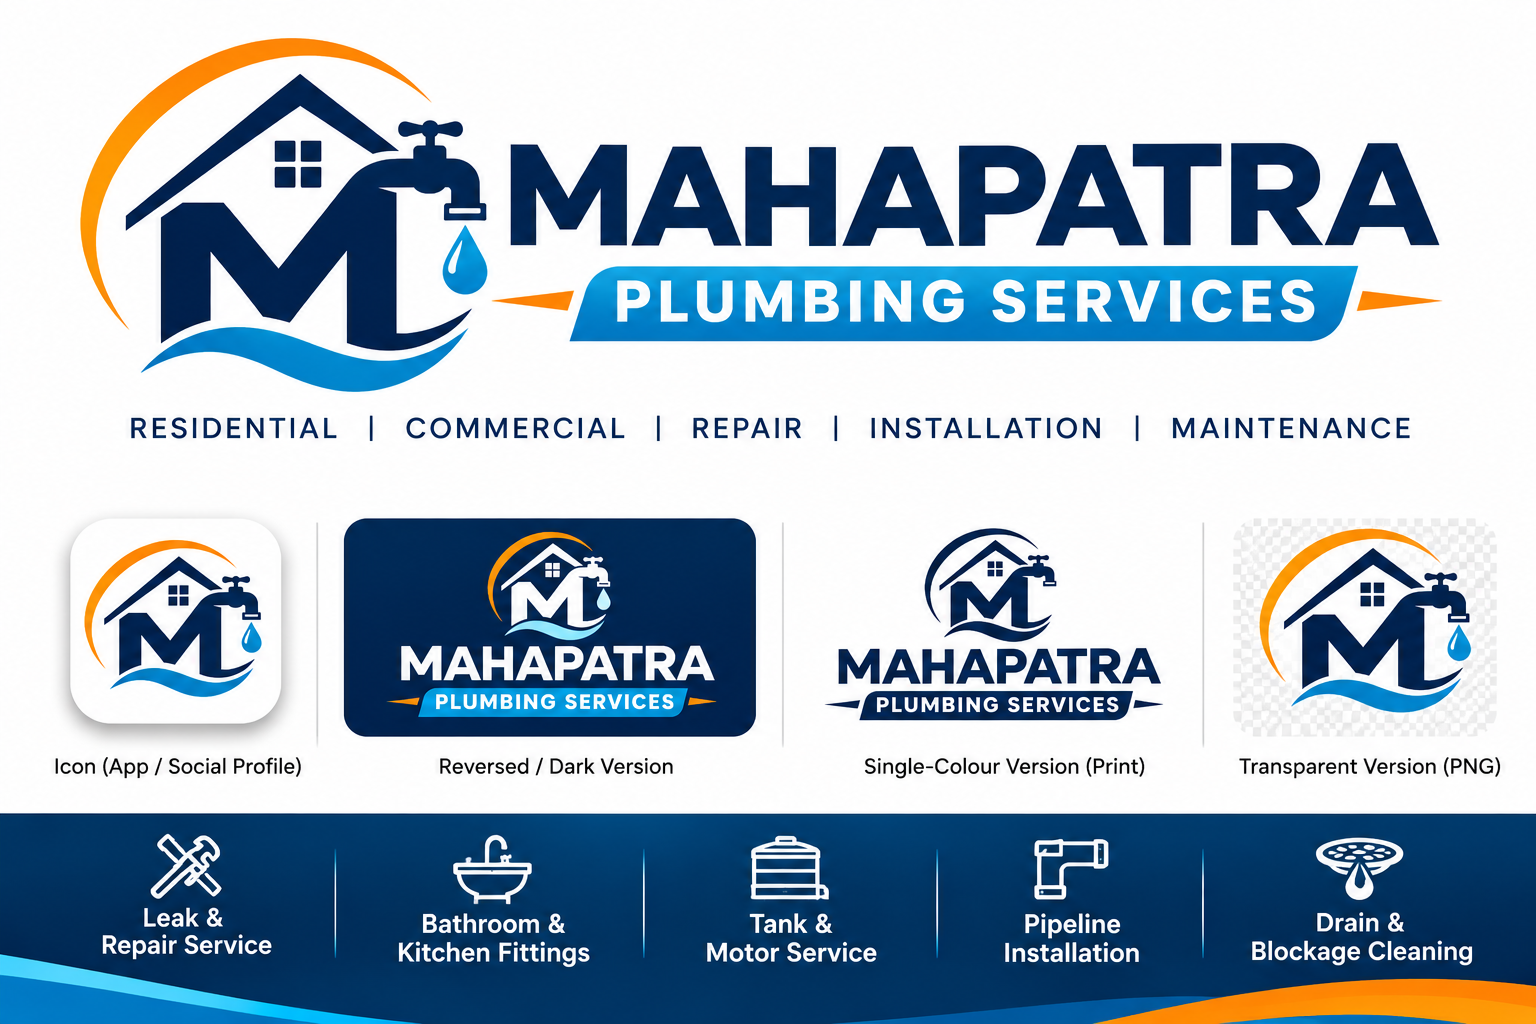 MAHAPATRA
PLUMBING SERVICES
RESIDENTIAL | COMMERCIAL | REPAIR | INSTALLATION | MAINTENANCE
M
M
MAHAPATRA
PLUMBING SERVICES
M
MAHAPATRA
PLUMBING SERVICES
M
M
Icon (App / Social Profile)
Reversed / Dark Version
Single-Colour Version (Print)
Transparent Version (PNG)
Leak &
Repair Service
Bathroom &
Kitchen Fittings
Tank &
Motor Service
Pipeline
Installation
Drain &
Blockage Cleaning